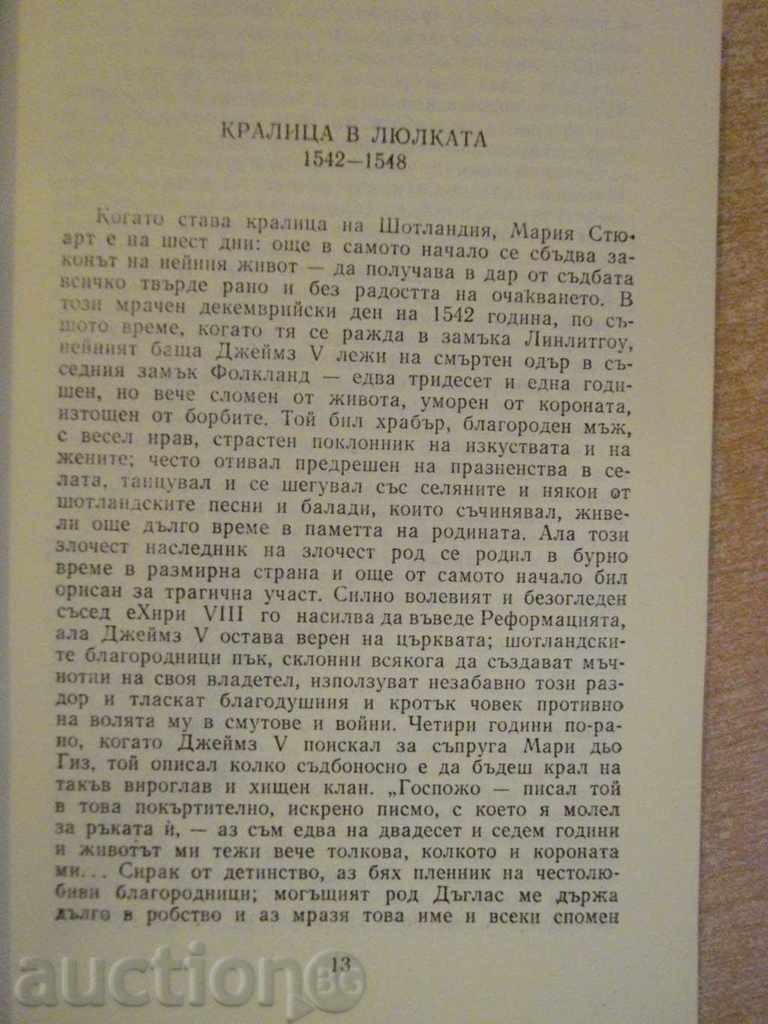 КРАЛИЦА В ЛЮЛКАТА
1542—1548
Когато става кралица на Шотландия, Мария Стю-
арт е на шест дни: още в самото начало се сбъдва за-
конът на нейния живот — да получава в дар от съдбата
всичко твърде рано и без радостта на очакването. В
този мрачен декемврийски ден на 1542 година, по съ-
щото време, когато тя се ражда в замъка Линлитгоу,
нейният баща Джеймз V лежи на смъртен одър в съ-
седния замък Фолкланд — едва тридесет и една годи-
шен, но вече сломен от живота, уморен от короната,
изтощен от борбите. Той бил храбър, благороден мъж,
с весел нрав, страстен поклонник на изкуствата и на
жените; често отивал предрешен на празненства в се-
лата, танцувал и се шегувал със селяните и някои от
шотландските песни и балади, които съчинявал, живе-
ли още дълго време в паметта на родината. Ала този
злочест наследник на злочест род се родил в бурно
време в размирна страна и още от самото начало бил
орисан за трагична участ. Силно волевият и безогледен
съсед еХнри VIII го насилва да въведе Реформацията,
ала Джеймз V остава верен на църквата; шотландски-
те благородници пък, склонни всякога да създават мъч-
нотии на своя владетел, използуват незабавно този раз-
дор и тласкат благодушния и кротък човек противно
на волята му в смутове и войни. Четири години по-ра-
но, когато Джеймз V поискал за съпруга Мари дьо
Гиз, той описал колко съдбоносно е да бъдеш крал на
такъв вироглав и хищен клан. „Госпожо — писал той
в това покъртително, искрено писмо, с което я молел
за ръката ѝ, — аз съм едва на двадесет и седем години
и животът ми тежи вече толкова, колкото и короната
ми... Сирак от детинство, аз бях пленник на честолю-
биви благородници; могъщият род Дъглас ме държа
дълго в робство и аз мразя това име и всеки спомен
13
auction.BG